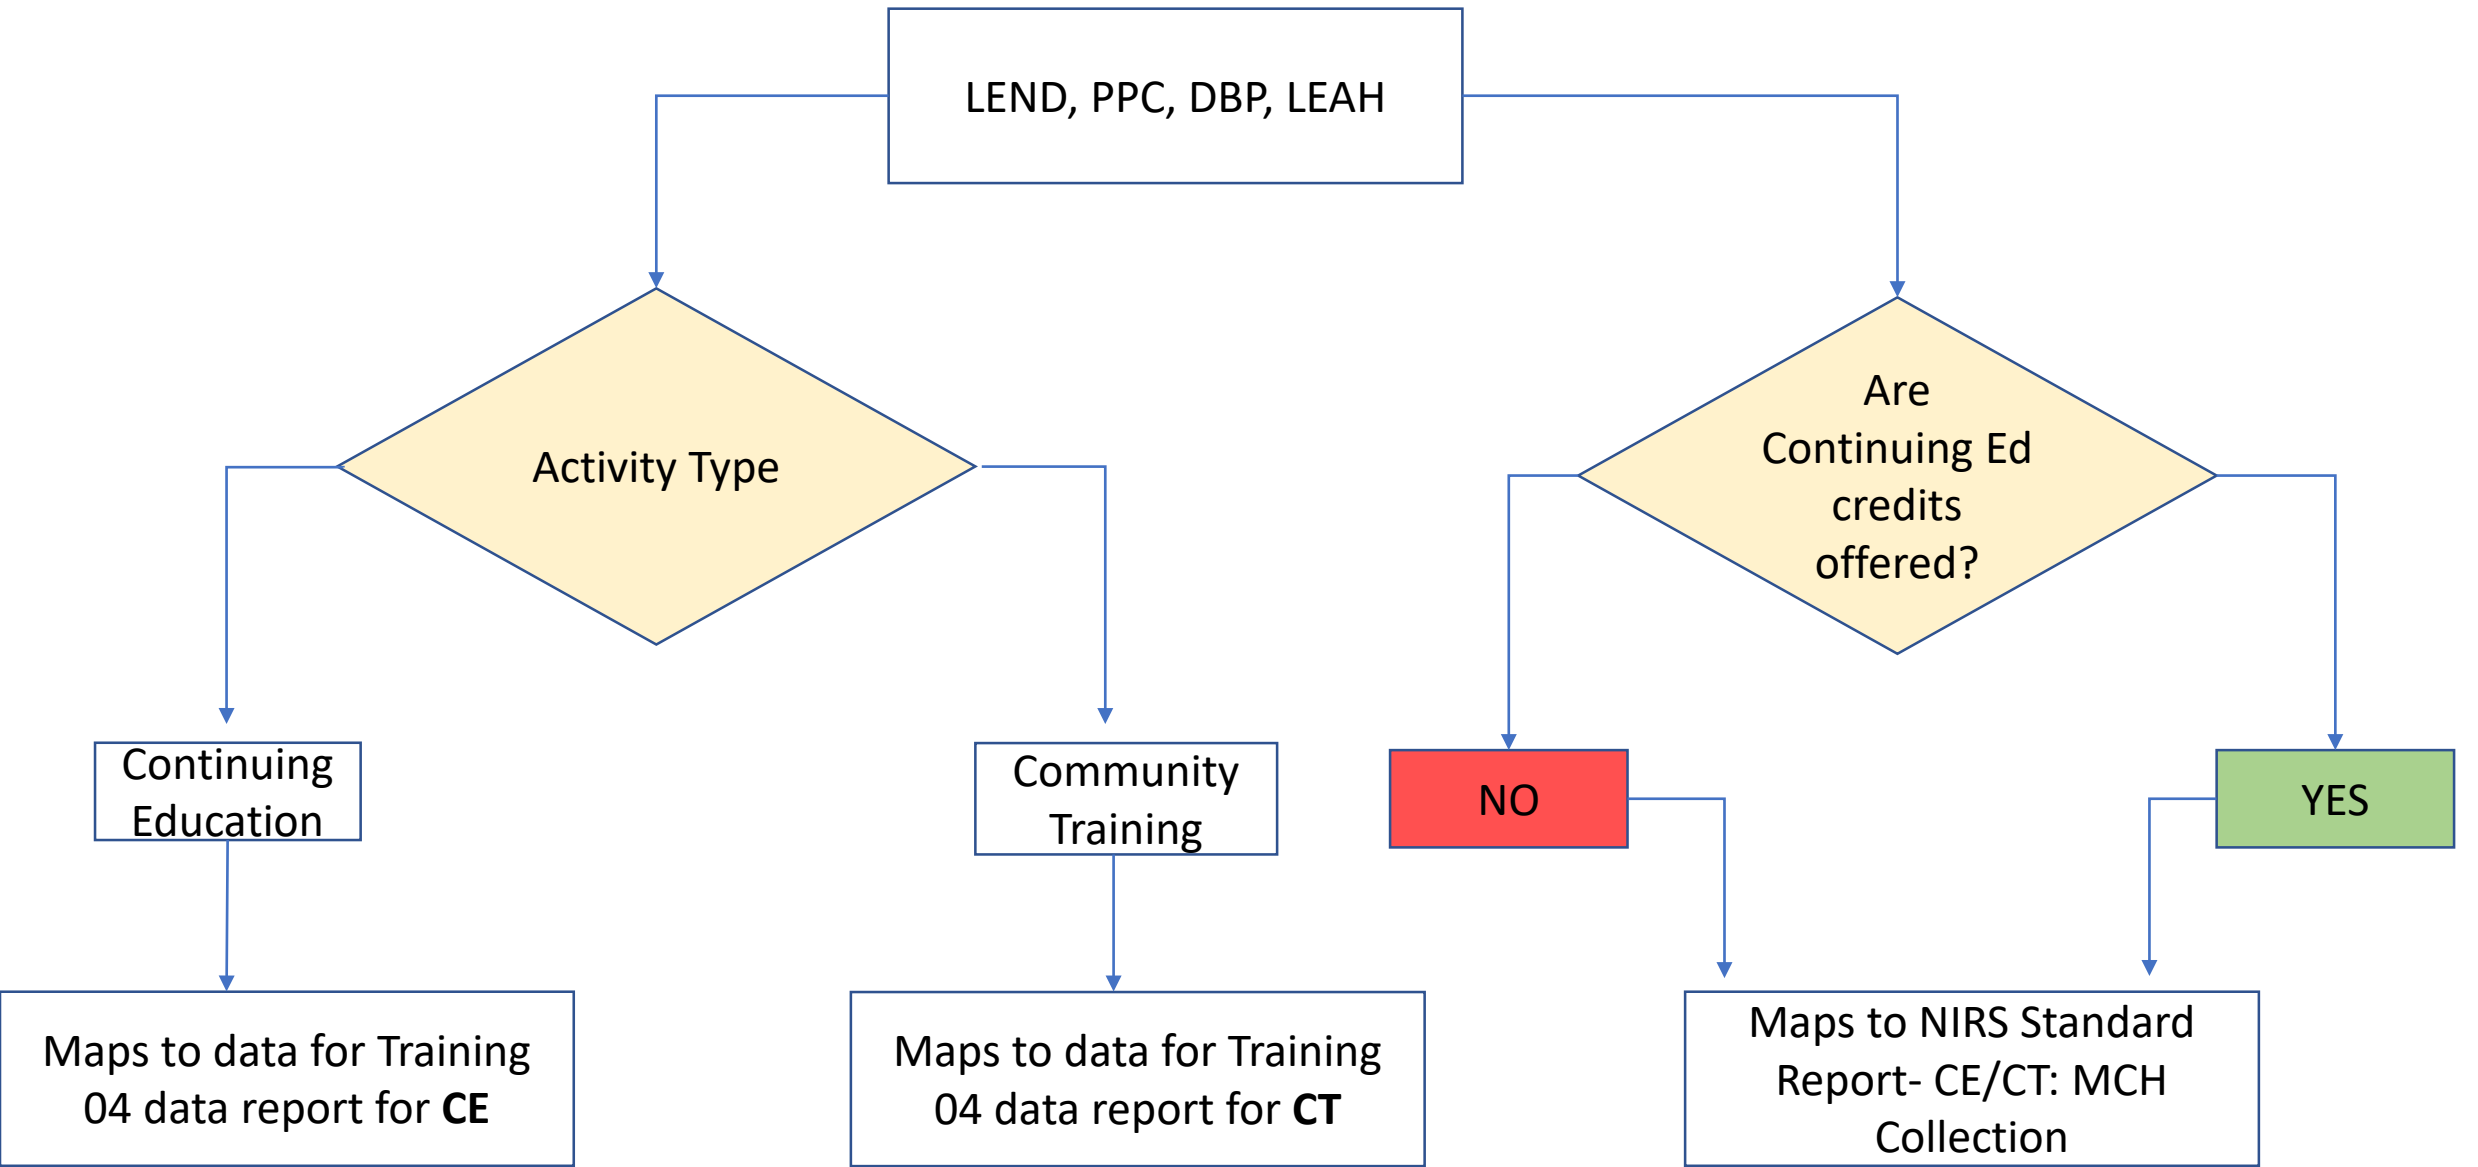 LEND, PPC, DBP, LEAH
Activity Type
Are
Continuing Ed
credits
offered?
Continuing
Education
Community
Training
NO
YES
Maps to data for Training
04 data report for CE
Maps to data for Training
04 data report for CT
Maps to NIRS Standard
Report- CE/CT: MCH
Collection